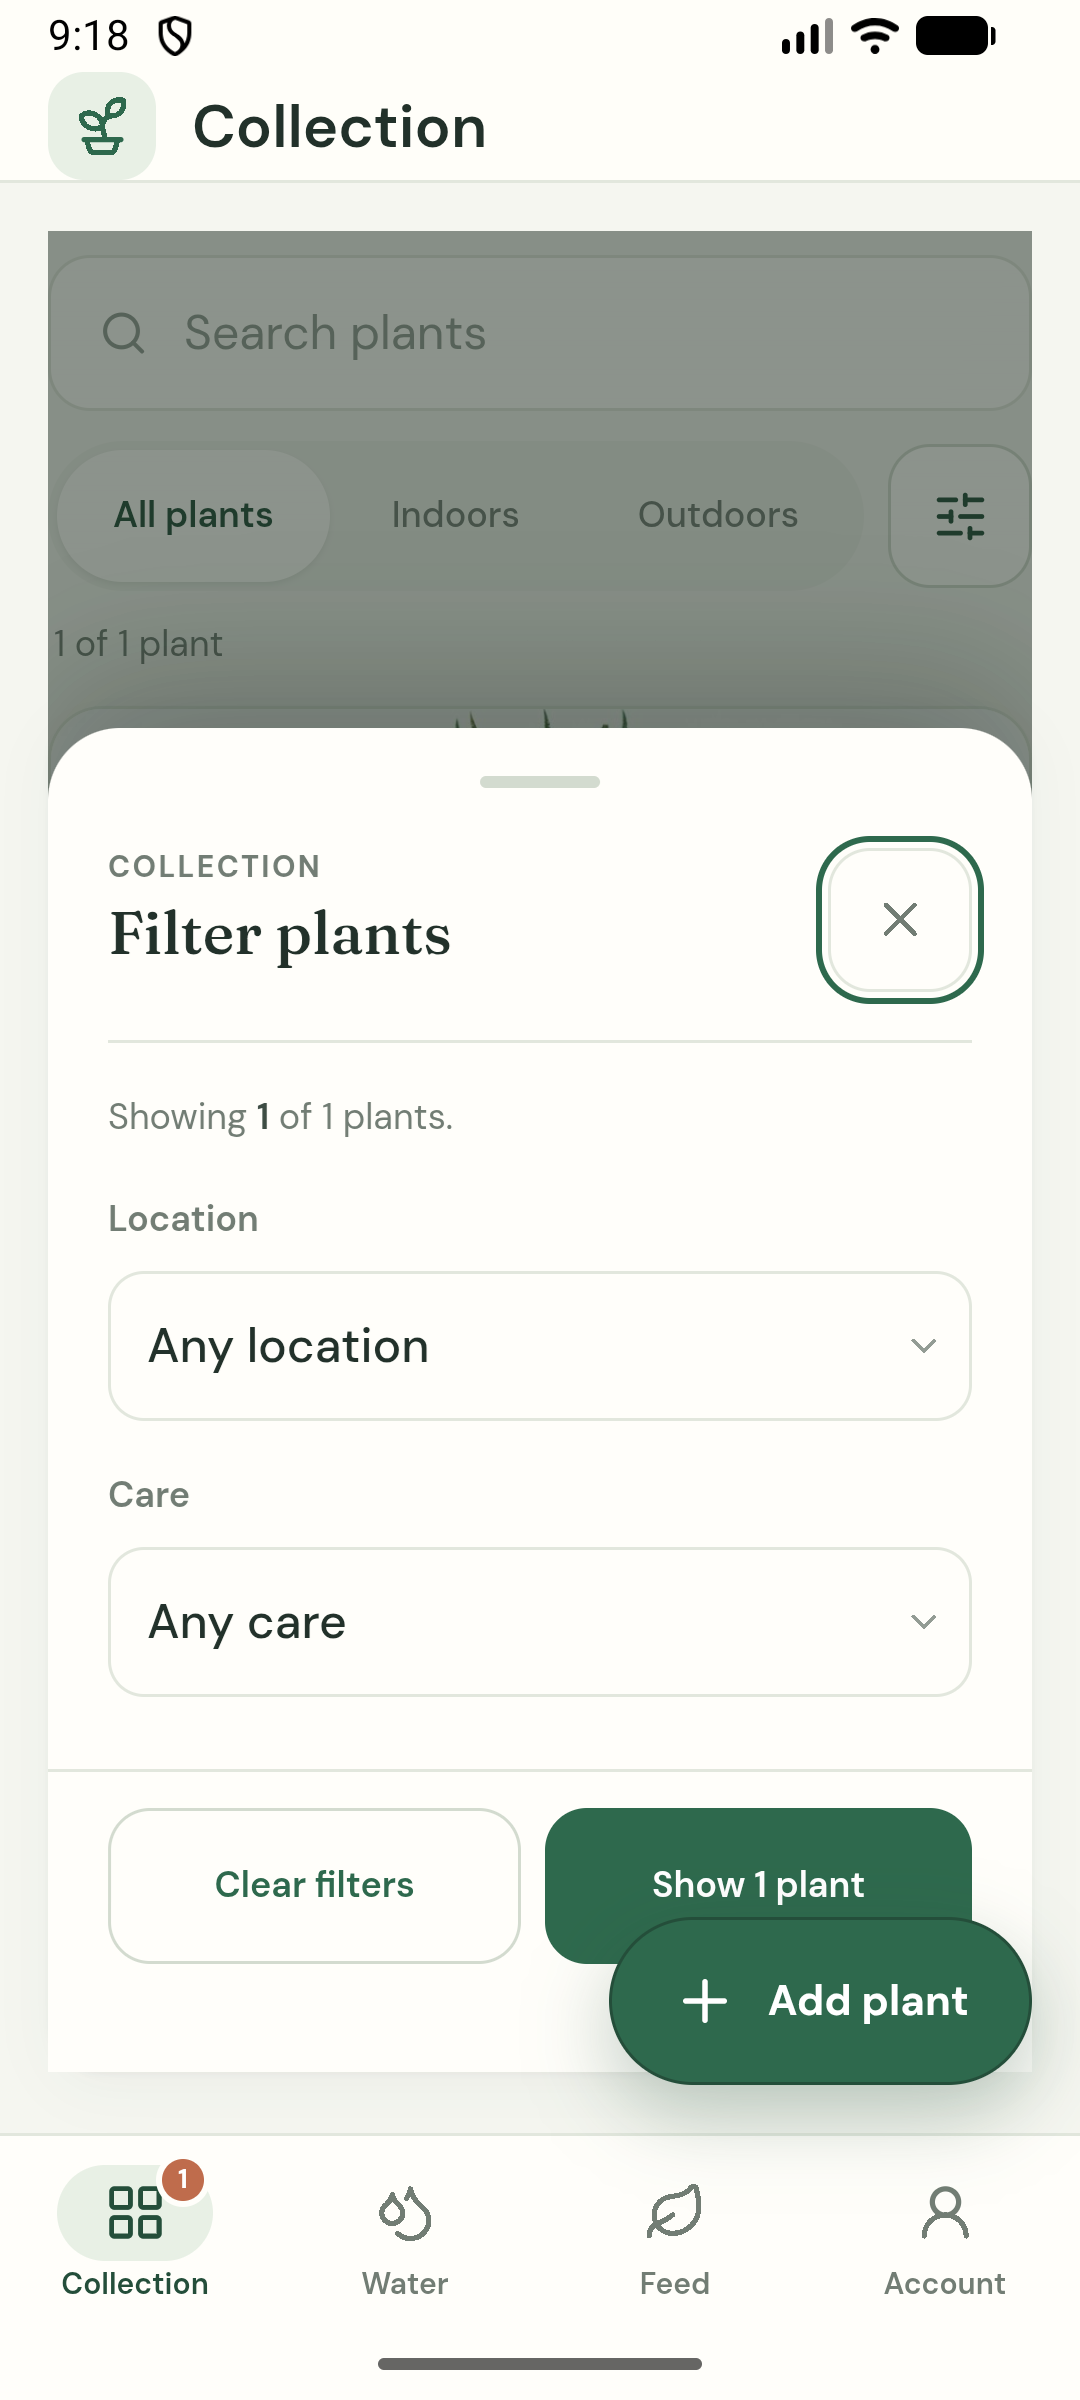 9:18
Collection
Search plants
All plants
Indoors
Outdoors
1 of 1 plant
COLLECTION
Filter plants
Showing 1 of 1 plants.
Location
Any location
Care
Any care
Clear filters
Show 1 plant
Add plant
1
Collection
Water
Feed
Account